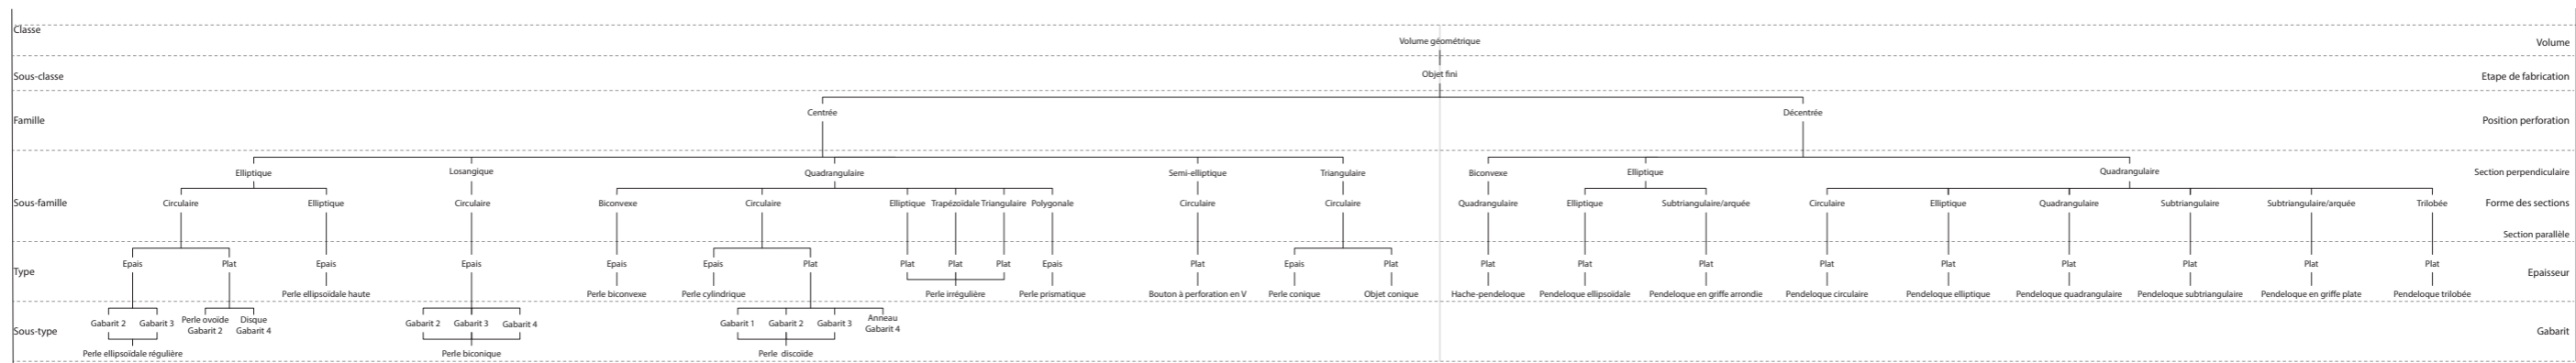 Classe
Volume géométrique
Volume
Sous-classe
Objet fini
Etape de fabrication
Famille
Centrée
Décentrée
Position perforation
Elliptique
Losangique
Quadrangulaire
Semi-elliptique
Triangulaire
Biconvexe
Elliptique
Quadrangulaire
Section perpendiculaire
Sous-famille
Circulaire
Elliptique
Circulaire
Biconvexe
Circulaire
Elliptique
Trapézoïdale
Triangulaire
Polygonale
Circulaire
Circulaire
Quadrangulaire
Elliptique
Subtriangulaire/arquée
Circulaire
Elliptique
Quadrangulaire
Subtriangulaire
Subtriangulaire/arquée
Trilobée
Forme des sections
Section parallèle
Type
Epais
Plat
Epais
Epais
Epais
Epais
Plat
Plat
Plat
Plat
Epais
Plat
Epais
Plat
Plat
Plat
Plat
Plat
Plat
Plat
Plat
Plat
Plat
Epaisseur
Perle ellipsoïdale haute
Perle biconvexe
Perle cylindrique
Perle irrégulière
Perle prismatique
Bouton à perforation en V
Perle conique
Objet conique
Hache-pendeloque
Pendeloque ellipsoïdale
Pendeloque en griffe arrondie
Pendeloque circulaire
Pendeloque elliptique
Pendeloque quadrangulaire
Pendeloque subtriangulaire
Pendeloque en griffe plate
Pendeloque trilobée
Sous-type
Gabarit 2
Gabarit 3
Perle ovoïde
Gabarit 2
Disque
Gabarit 4
Gabarit 2
Gabarit 3
Gabarit 4
Gabarit 1
Gabarit 2
Gabarit 3
Anneau
Gabarit 4
Gabarit
Perle ellipsoïdale régulière
Perle biconique
Perle discoïde